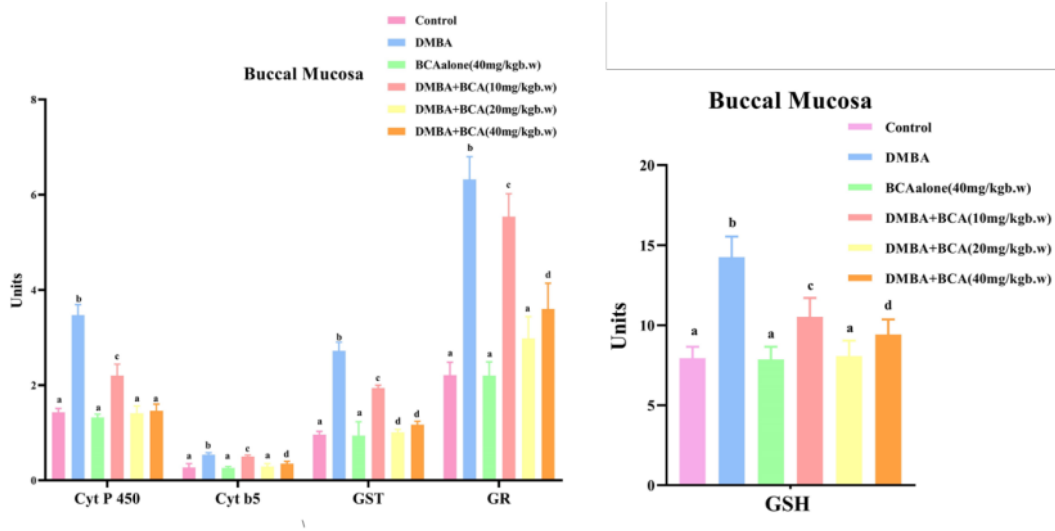 Control
DMBA
BCAalone(40mg/kgb.w)
DMBA+BCA(10mg/kgb.w)
DMBA+BCA(20mg/kgb.w)
DMBA+BCA(40mg/kgb.w)
Buccal Mucosa
Units
8
6
4
2
0
a b a c a a
a b a c a d
a b a c d d
a b a c a d
Cyt P 450 Cyt b5 GST GR
\
Buccal Mucosa
Control
DMBA
BCAalone(40mg/kgb.w)
DMBA+BCA(10mg/kgb.w)
DMBA+BCA(20mg/kgb.w)
DMBA+BCA(40mg/kgb.w)
Units
20
15
10
5
0
a b a c a d
GSH